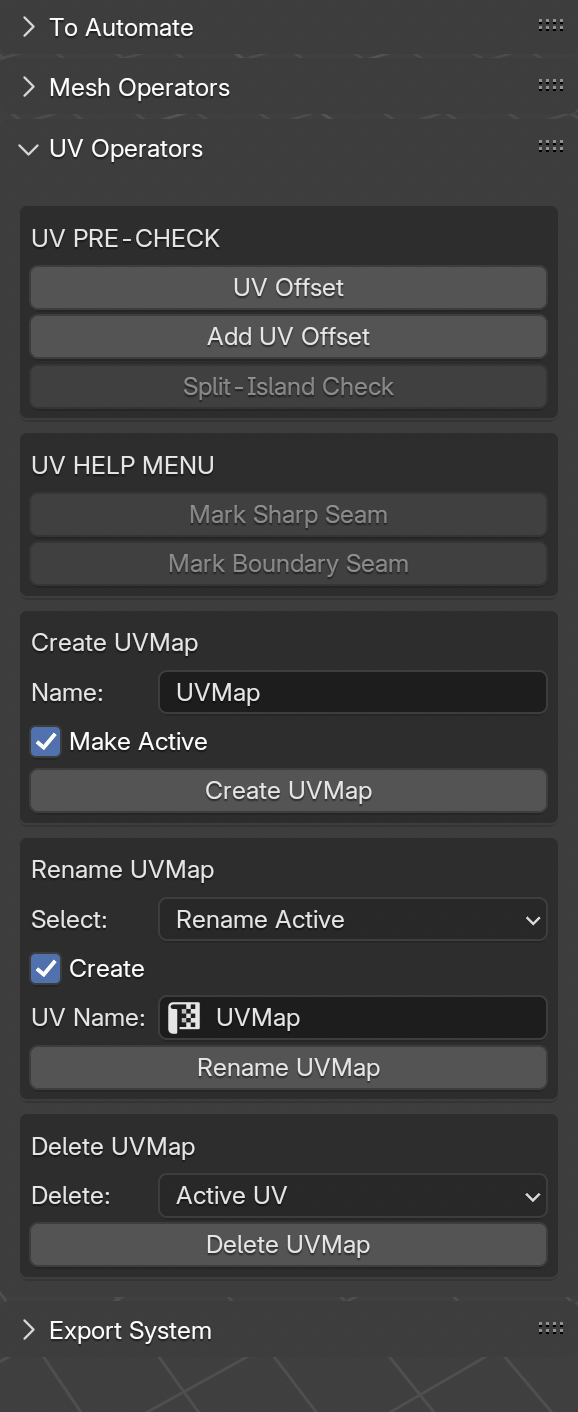 To Automate
Mesh Operators
UV Operators
UV PRE-CHECK
UV Offset
Add UV Offset
Split-Island Check
UV HELP MENU
Mark Sharp Seam
Mark Boundary Seam
Create UVMap
Name: UVMap
Make Active
Create UVMap
Rename UVMap
Select: Rename Active
Create
UV Name: UVMap
Rename UVMap
Delete UVMap
Delete: Active UV
Delete UVMap
Export System